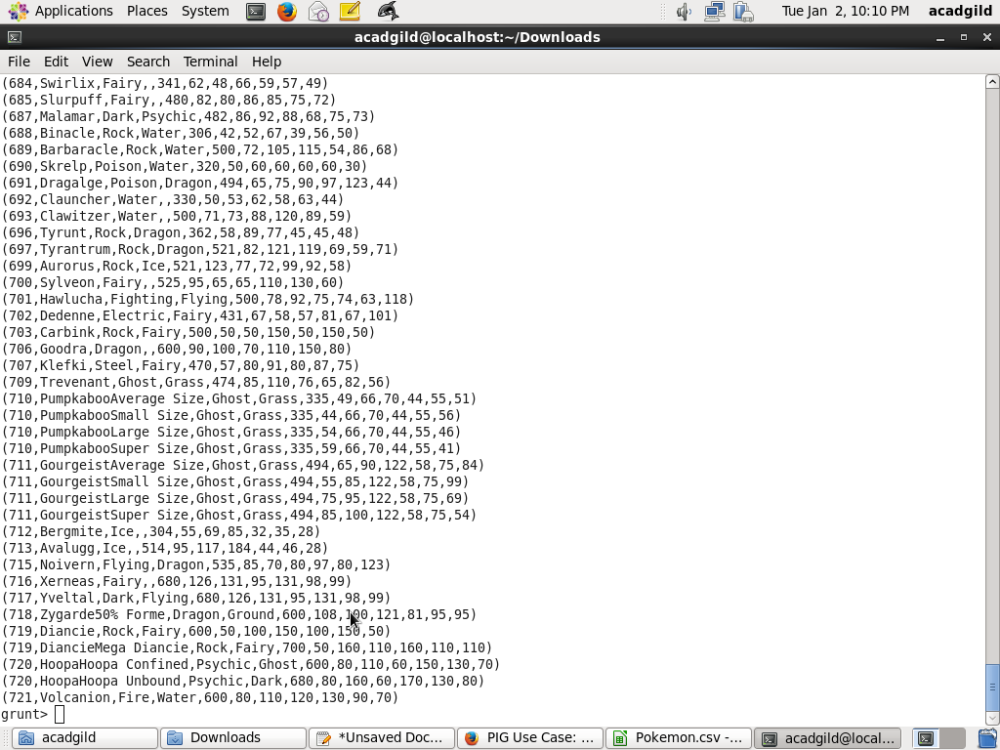 Applications Places System Tue Jan  2, 10:10 PM acadgild
acadgild@localhost:~/Downloads
File Edit View Search Terminal Help
(684,Swirlix,Fairy,,341,62,48,66,59,57,49)
(685,Slurpuff,Fairy,,480,82,80,86,85,75,72)
(687,Malamar,Dark,Psychic,482,86,92,88,68,75,73)
(688,Binacle,Rock,Water,306,42,52,67,39,56,50)
(689,Barbaracle,Rock,Water,500,72,105,115,54,86,68)
(690,Skrelp,Poison,Water,320,50,60,60,60,60,30)
(691,Dragalge,Poison,Dragon,494,65,75,90,97,123,44)
(692,Clauncher,Water,,330,50,53,62,58,63,44)
(693,Clawitzer,Water,,500,71,73,88,120,89,59)
(696,Tyrunt,Rock,Dragon,362,58,89,77,45,45,48)
(697,Tyrantrum,Rock,Dragon,521,82,121,119,69,59,71)
(699,Aurorus,Rock,Ice,521,123,77,72,99,92,58)
(700,Sylveon,Fairy,,525,95,65,65,110,130,60)
(701,Hawlucha,Fighting,Flying,500,78,92,75,74,63,118)
(702,Dedenne,Electric,Fairy,431,67,58,57,81,67,101)
(703,Carbink,Rock,Fairy,500,50,50,150,50,150,50)
(706,Goodra,Dragon,,600,90,100,70,110,150,80)
(707,Klefki,Steel,Fairy,470,57,80,91,80,87,75)
(709,Trevenant,Ghost,Grass,474,85,110,76,65,82,56)
(710,PumpkabooAverage Size,Ghost,Grass,335,49,66,70,44,55,51)
(710,PumpkabooSmall Size,Ghost,Grass,335,44,66,70,44,55,56)
(710,PumpkabooLarge Size,Ghost,Grass,335,54,66,70,44,55,46)
(710,PumpkabooSuper Size,Ghost,Grass,335,59,66,70,44,55,41)
(711,GourgeistAverage Size,Ghost,Grass,494,65,90,122,58,75,84)
(711,GourgeistSmall Size,Ghost,Grass,494,55,85,122,58,75,99)
(711,GourgeistLarge Size,Ghost,Grass,494,75,95,122,58,75,69)
(711,GourgeistSuper Size,Ghost,Grass,494,85,100,122,58,75,54)
(712,Bergmite,Ice,,304,55,69,85,32,35,28)
(713,Avalugg,Ice,,514,95,117,184,44,46,28)
(715,Noivern,Flying,Dragon,535,85,70,80,97,80,123)
(716,Xerneas,Fairy,,680,126,131,95,131,98,99)
(717,Yveltal,Dark,Flying,680,126,131,95,131,98,99)
(718,Zygarde50% Forme,Dragon,Ground,600,108,100,121,81,95,95)
(719,Diancie,Rock,Fairy,600,50,100,150,100,150,50)
(719,DiancieMega Diancie,Rock,Fairy,700,50,160,110,160,110,110)
(720,HoopaHoopa Confined,Psychic,Ghost,600,80,110,60,150,130,70)
(720,HoopaHoopa Unbound,Psychic,Dark,680,80,160,60,170,130,80)
(721,Volcanion,Fire,Water,600,80,110,120,130,90,70)
grunt>
acadgild Downloads *Unsaved Doc... PIG Use Case: ... Pokemon.csv -... acadgild@local...